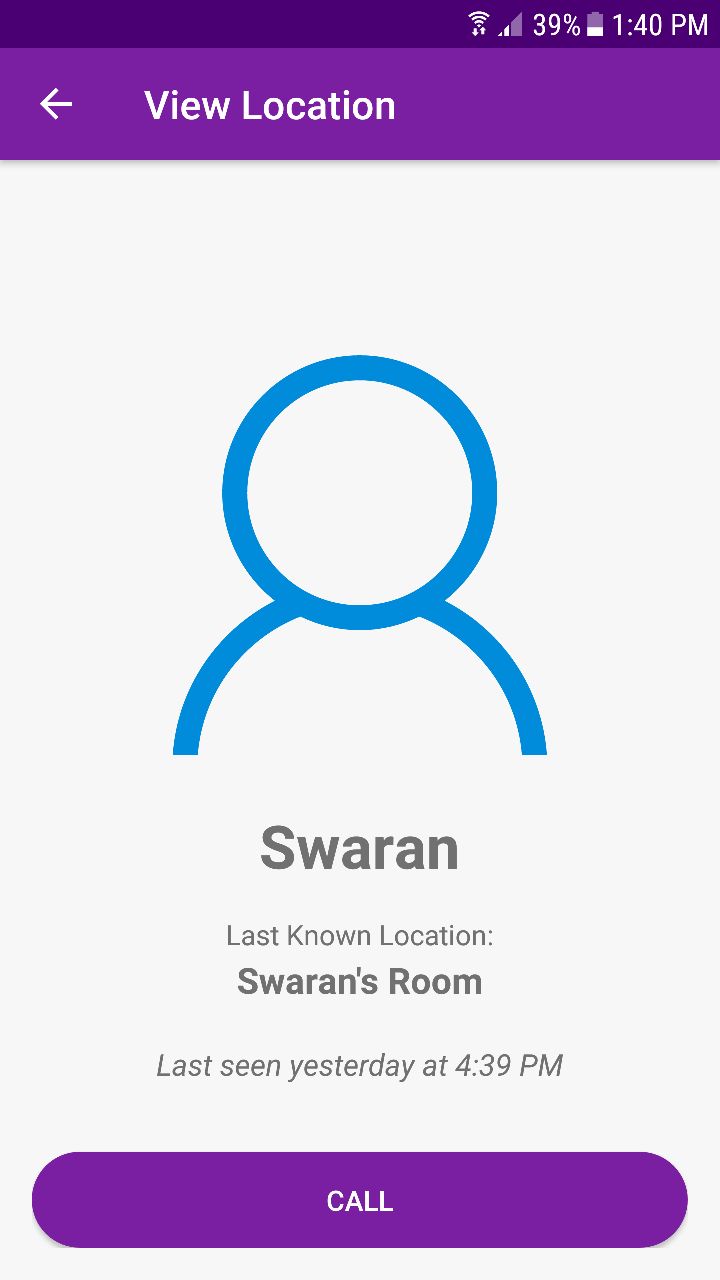 39% 1:40 PM
View Location
Swaran
Last Known Location:
Swaran's Room
Last seen yesterday at 4:39 PM
CALL